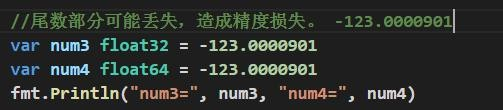 //尾数部分可能丢失，造成精度损失。 -123.0000901
var num3 float32 = -123.0000901
var num4 float64 = -123.0000901
fmt.Println("num3=", num3, "num4=", num4)